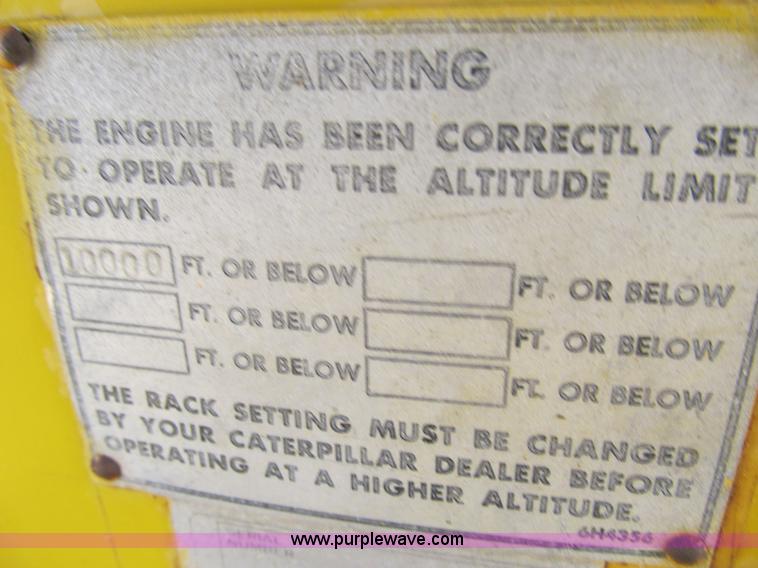 WARNING
THE ENGINE HAS BEEN CORRECTLY SET
TO OPERATE AT THE ALTITUDE LIMIT
SHOWN.
10000 FT. OR BELOW FT. OR BELOW
FT. OR BELOW FT. OR BELOW
FT. OR BELOW FT. OR BELOW
THE RACK SETTING MUST BE CHANGED
BY YOUR CATERPILLAR DEALER BEFORE
OPERATING AT A HIGHER ALTITUDE.
6H4356
SERIAL
NUMBER
www.purplewave.com